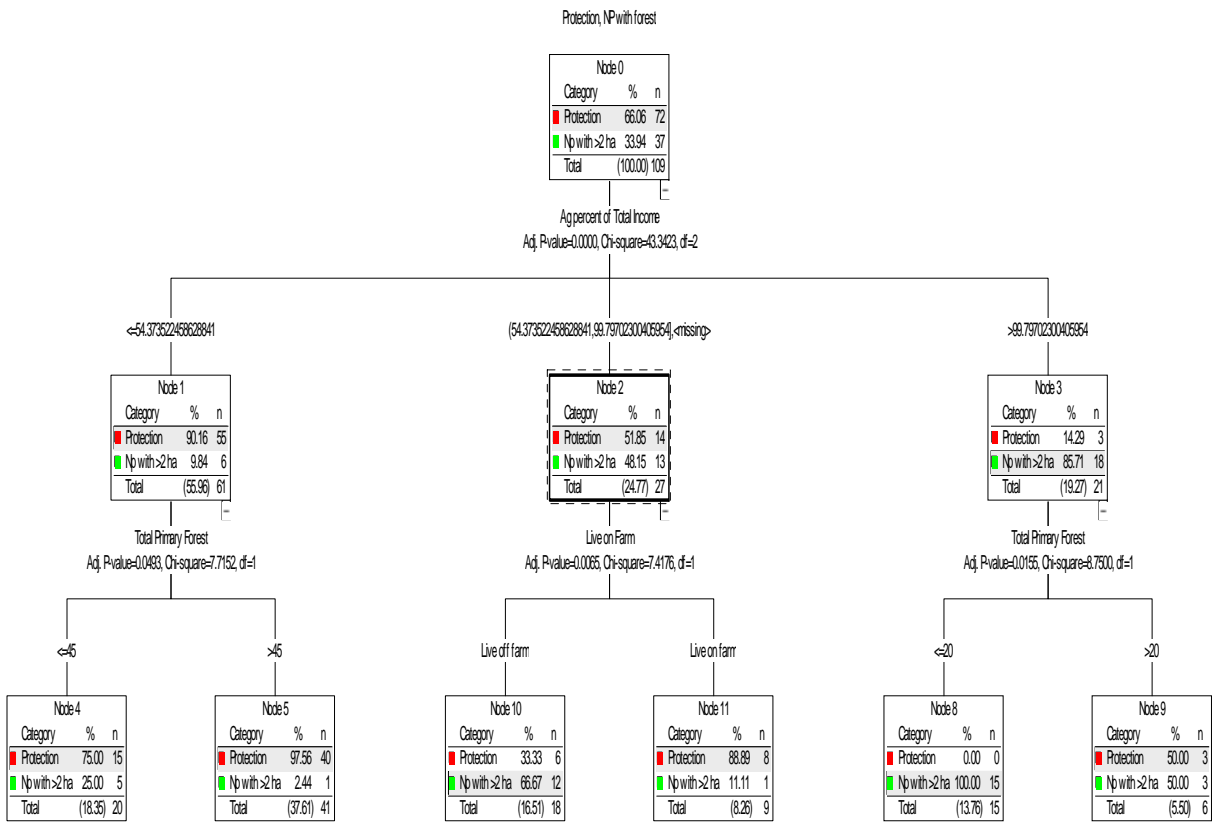 Protection, NP with forest
Node 0
Category % n
Protection 66.06 72
Np with >2 ha 33.94 37
Total (100.00) 109
Ag percent of Total Income
Adj. P-value=0.0000, Chi-square=43.3423, df=2
<=54.373522458628841
(54.373522458628841,99.79702300405954],<missing>
>99.79702300405954
Node 1
Category % n
Protection 90.16 55
Np with >2 ha 9.84 6
Total (55.96) 61
Node 2
Category % n
Protection 51.85 14
Np with >2 ha 48.15 13
Total (24.77) 27
Node 3
Category % n
Protection 14.29 3
Np with >2 ha 85.71 18
Total (19.27) 21
Total Primary Forest
Adj. P-value=0.0493, Chi-square=7.7152, df=1
Live on Farm
Adj. P-value=0.0065, Chi-square=7.4176, df=1
Total Primary Forest
Adj. P-value=0.0155, Chi-square=8.7500, df=1
<=45
>45
Live off farm
Live on farm
<=20
>20
Node 4
Category % n
Protection 75.00 15
Np with >2 ha 25.00 5
Total (18.35) 20
Node 5
Category % n
Protection 97.56 40
Np with >2 ha 2.44 1
Total (37.61) 41
Node 10
Category % n
Protection 33.33 6
Np with >2 ha 66.67 12
Total (16.51) 18
Node 11
Category % n
Protection 88.89 8
Np with >2 ha 11.11 1
Total (8.26) 9
Node 8
Category % n
Protection 0.00 0
Np with >2 ha 100.00 15
Total (13.76) 15
Node 9
Category % n
Protection 50.00 3
Np with >2 ha 50.00 3
Total (5.50) 6